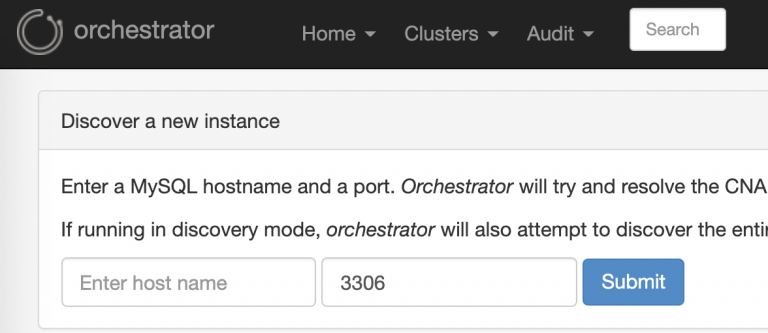 orchestrator Home Clusters Audit Search
Discover a new instance
Enter a MySQL hostname and a port. Orchestrator will try and resolve the CNA
If running in discovery mode, orchestrator will also attempt to discover the enti
Enter host name 3306 Submit